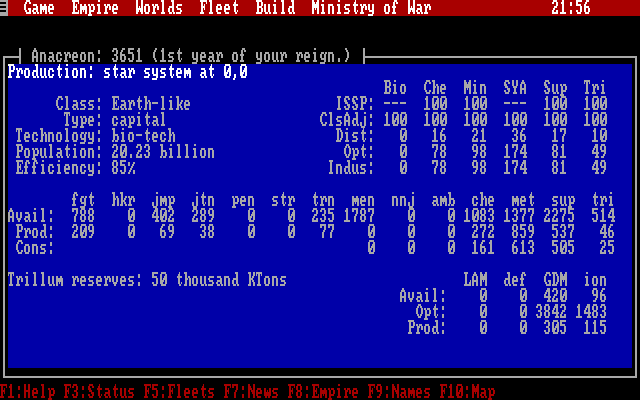 Game Empire Worlds Fleet Build Ministry of War 21:56
Anacreon: 3651 (1st year of your reign.)
Production: star system at 0,0
Bio Che Min SYA Sup Tri
Class: Earth-like ISSP: --- 100 100 --- 100 100
Type: capital ClsAdj: 100 100 100 100 100 100
Technology: bio-tech Dist: 0 16 21 36 17 10
Population: 20.23 billion Opt: 0 78 98 174 81 49
Efficiency: 85% Indus: 0 78 98 174 81 49
fgt hkr jmp jtn pen str trn men nnj amb che met sup tri
Avail: 788 0 402 289 0 0 235 1787 0 0 1083 1377 2275 514
Prod: 209 0 69 38 0 0 77 0 0 272 859 537 46
Cons: 0 0 0 161 613 505 25
Trillum reserves: 50 thousand KTons LAM def GDM ion
Avail: 0 0 420 96
Opt: 0 0 3842 1483
Prod: 0 0 305 115
F1:Help F3:Status F5:Fleets F7:News F8:Empire F9:Names F10:Map